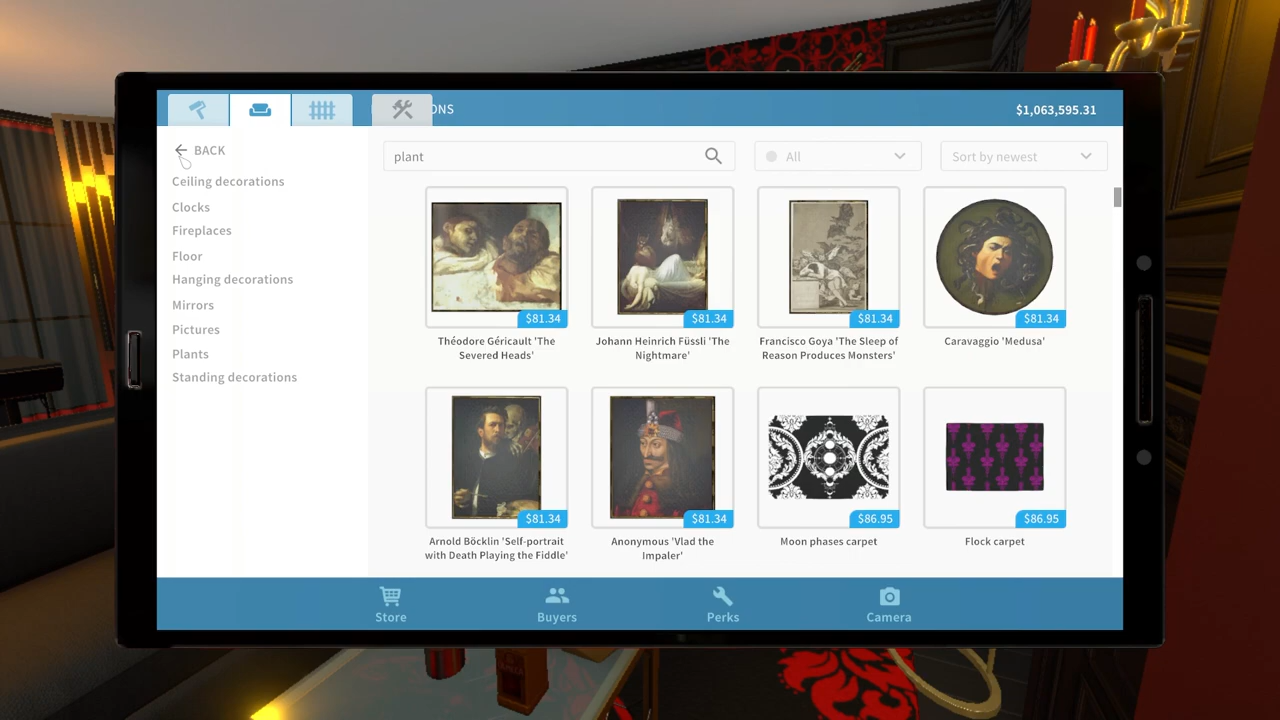 ONS
$1,063,595.31
BACK
plant
All
Sort by newest
Ceiling decorations
Clocks
Fireplaces
Floor
Hanging decorations
Mirrors
Pictures
Plants
Standing decorations
$81.34
$81.34
$81.34
$81.34
Théodore Géricault 'The
Severed Heads'
Johann Heinrich Füssli 'The
Nightmare'
Francisco Goya 'The Sleep of
Reason Produces Monsters'
Caravaggio 'Medusa'
$81.34
$81.34
$86.95
$86.95
Arnold Böcklin 'Self-portrait
with Death Playing the Fiddle'
Anonymous 'Vlad the
Impaler'
Moon phases carpet
Flock carpet
Store
Buyers
Perks
Camera